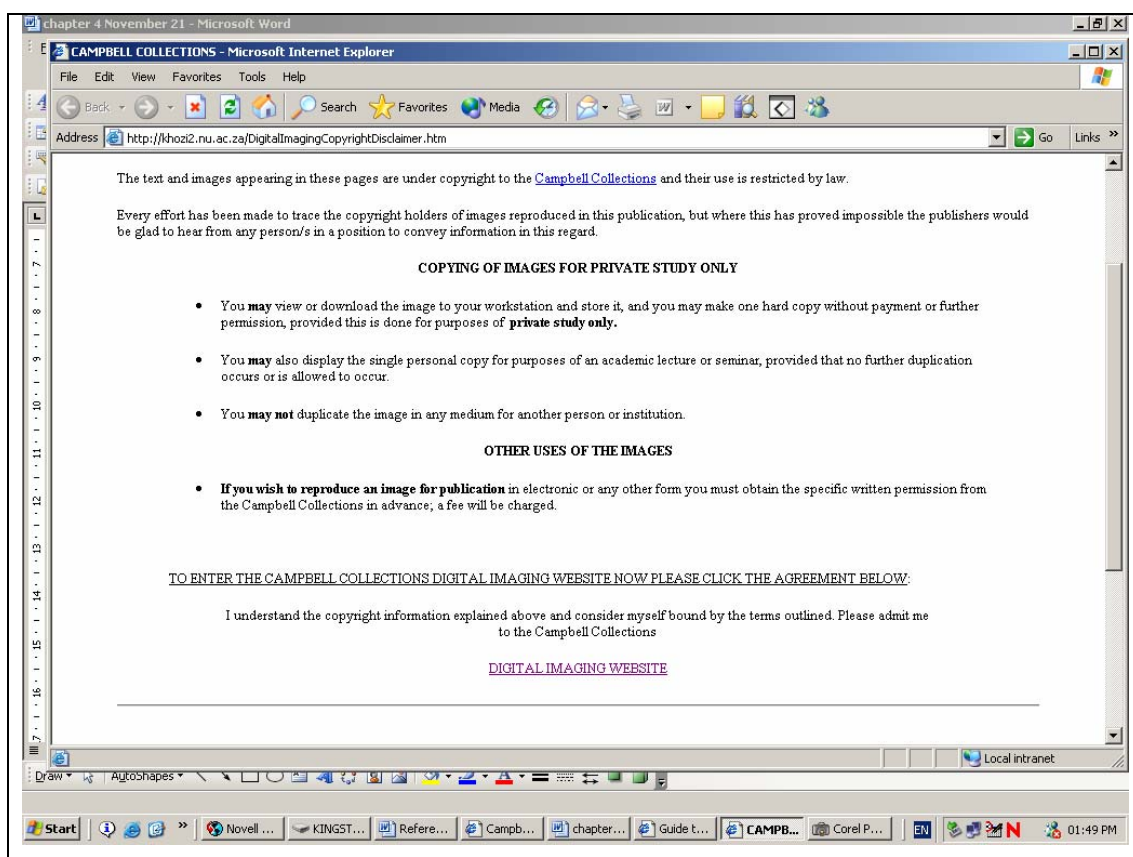 chapter 4 November 21 - Microsoft Word
CAMPBELL COLLECTIONS - Microsoft Internet Explorer
File Edit View Favorites Tools Help
Back Search Favorites Media
Address http://khozi2.nu.ac.za/DigitalImagingCopyrightDisclaimer.htm Go Links »
The text and images appearing in these pages are under copyright to the Campbell Collections and their use is restricted by law.
Every effort has been made to trace the copyright holders of images reproduced in this publication, but where this has proved impossible the publishers would
be glad to hear from any person/s in a position to convey information in this regard.
COPYING OF IMAGES FOR PRIVATE STUDY ONLY
• You may view or download the image to your workstation and store it, and you may make one hard copy without payment or further
permission, provided this is done for purposes of private study only.
• You may also display the single personal copy for purposes of an academic lecture or seminar, provided that no further duplication
occurs or is allowed to occur.
• You may not duplicate the image in any medium for another person or institution.
OTHER USES OF THE IMAGES
• If you wish to reproduce an image for publication in electronic or any other form you must obtain the specific written permission from
the Campbell Collections in advance; a fee will be charged.
TO ENTER THE CAMPBELL COLLECTIONS DIGITAL IMAGING WEBSITE NOW PLEASE CLICK THE AGREEMENT BELOW:
I understand the copyright information explained above and consider myself bound by the terms outlined. Please admit me
to the Campbell Collections
DIGITAL IMAGING WEBSITE
Local intranet
Draw AutoShapes
Start » Novell ... KINGST... Refere... Campb... chapter... Guide t... CAMPB... Corel P... EN N 01:49 PM